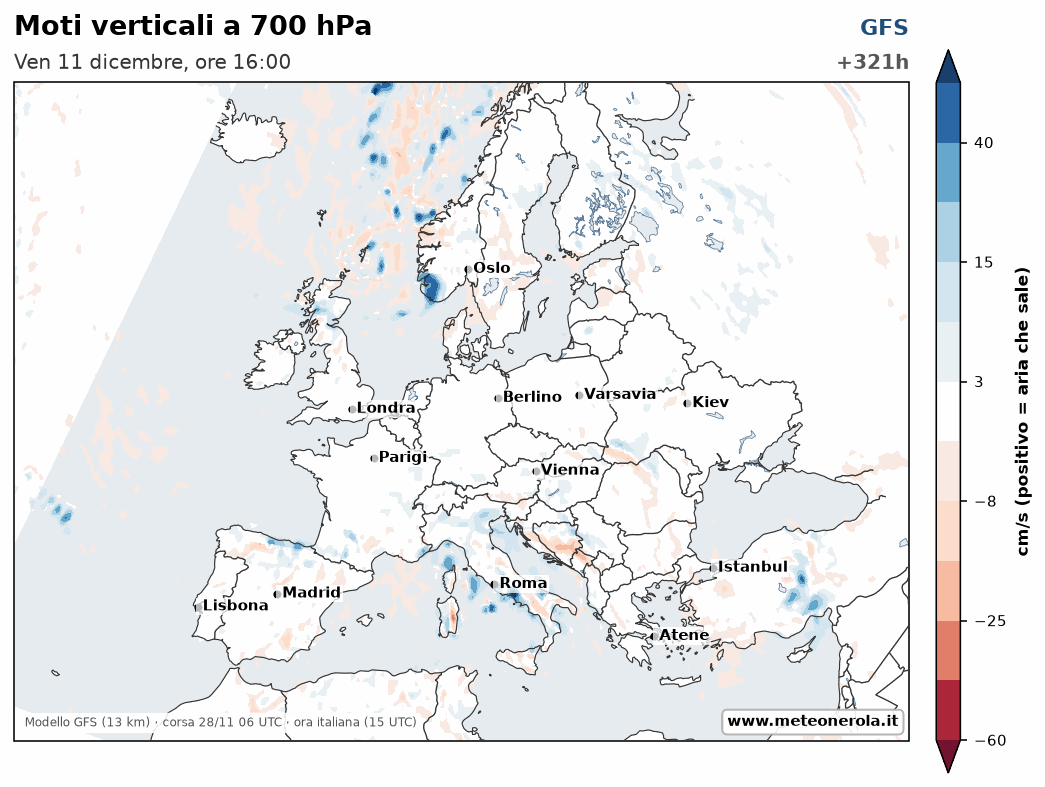 Moti verticali a 700 hPa
GFS
Ven 11 dicembre, ore 16:00
+321h
40
15
3
−8
−25
−60
cm/s (positivo = aria che sale)
Oslo
Londra
Berlino
Varsavia
Kiev
Parigi
Vienna
Istanbul
Roma
Madrid
Lisbona
Atene
Modello GFS (13 km) · corsa 28/11 06 UTC · ora italiana (15 UTC)
www.meteonerola.it